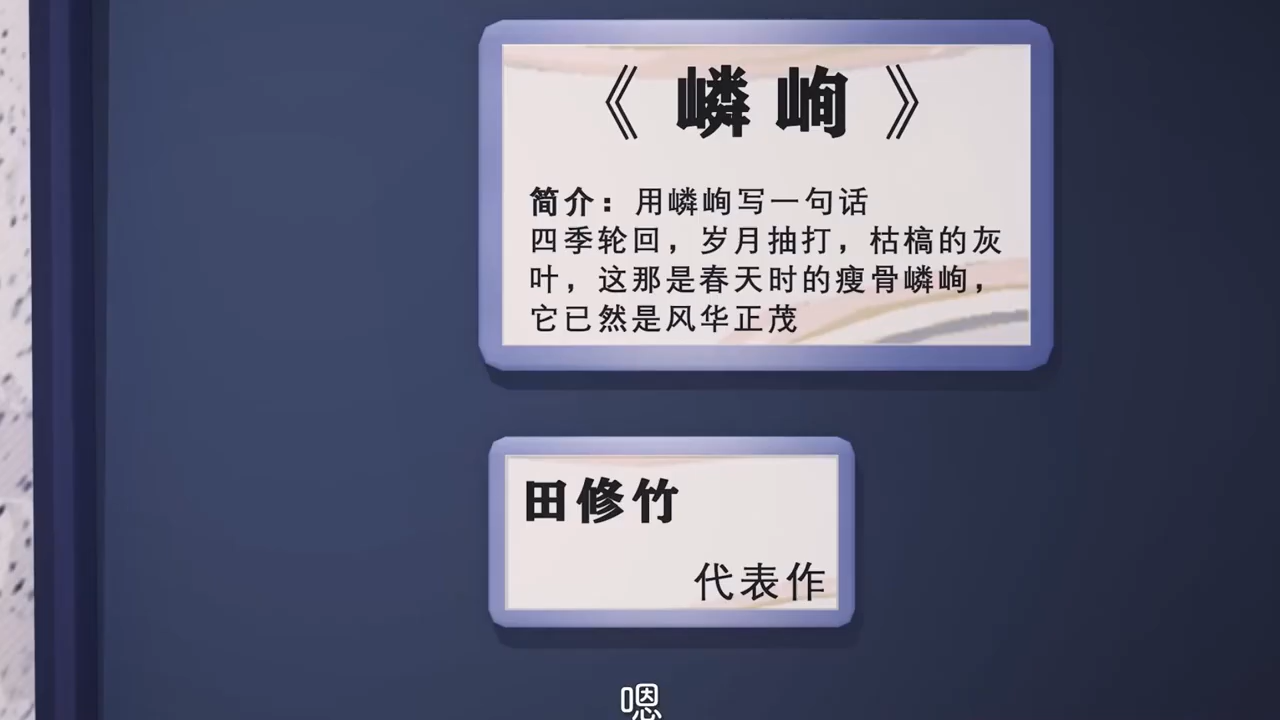 《嶙峋》
简介：用嶙峋写一句话
四季轮回，岁月抽打，枯槁的灰
叶，这那是春天时的瘦骨嶙峋，
它已然是风华正茂
田修竹
代表作
嗯